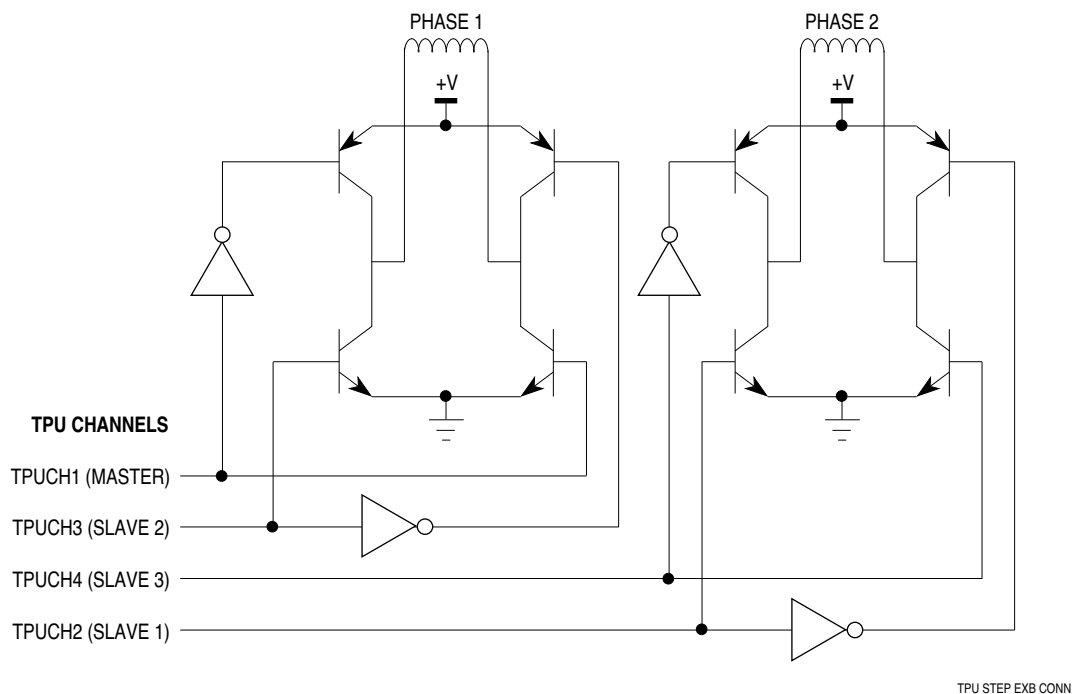 PHASE 1
PHASE 2
+V
+V
TPU CHANNELS
TPUCH1 (MASTER)
TPUCH3 (SLAVE 2)
TPUCH4 (SLAVE 3)
TPUCH2 (SLAVE 1)
TPU STEP EXB CONN